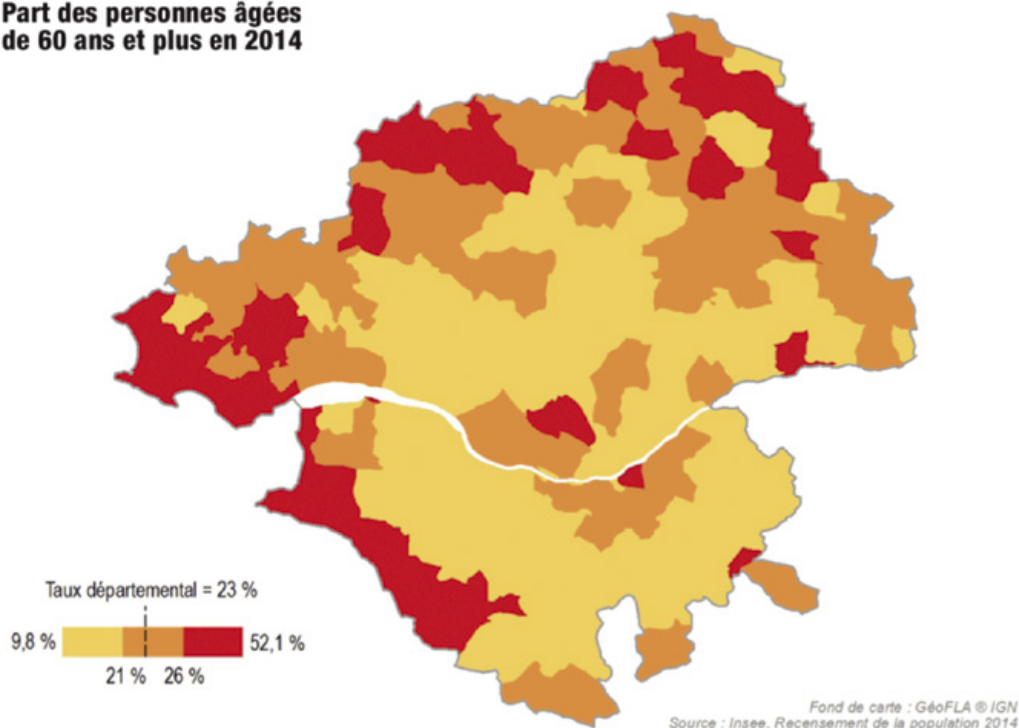 Part des personnes âgées
de 60 ans et plus en 2014
Taux départemental = 23 %
9,8 %
52,1 %
21 %
26 %
Fond de carte : GéoFLA ® IGN
Source : Insee, Recensement de la population 2014